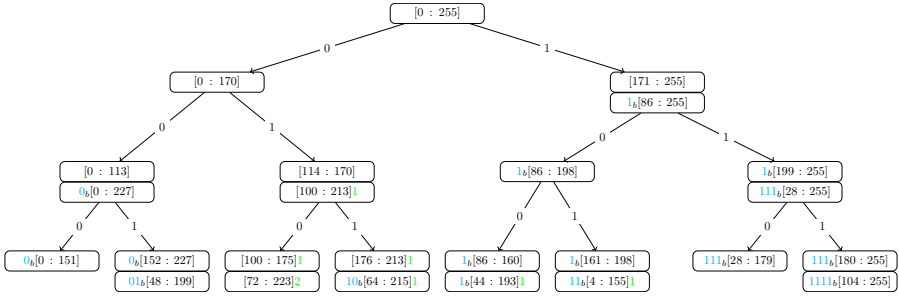 [0 : 255]
0 1
[0 : 170] [171 : 255]
1b[86 : 255]
0 1 0 1
[0 : 113] [114 : 170] 1b[86 : 198] 1b[199 : 255]
0b[0 : 227] [100 : 213]1 111b[28 : 255]
0 1 0 1 0 1 0 1
0b[0 : 151] 0b[152 : 227] [100 : 175]1 [176 : 213]1 1b[86 : 160] 1b[161 : 198] 111b[28 : 179] 111b[180 : 255]
01b[48 : 199] [72 : 223]2 10b[64 : 215]1 1b[44 : 193]1 11b[4 : 155]1 1111b[104 : 255]